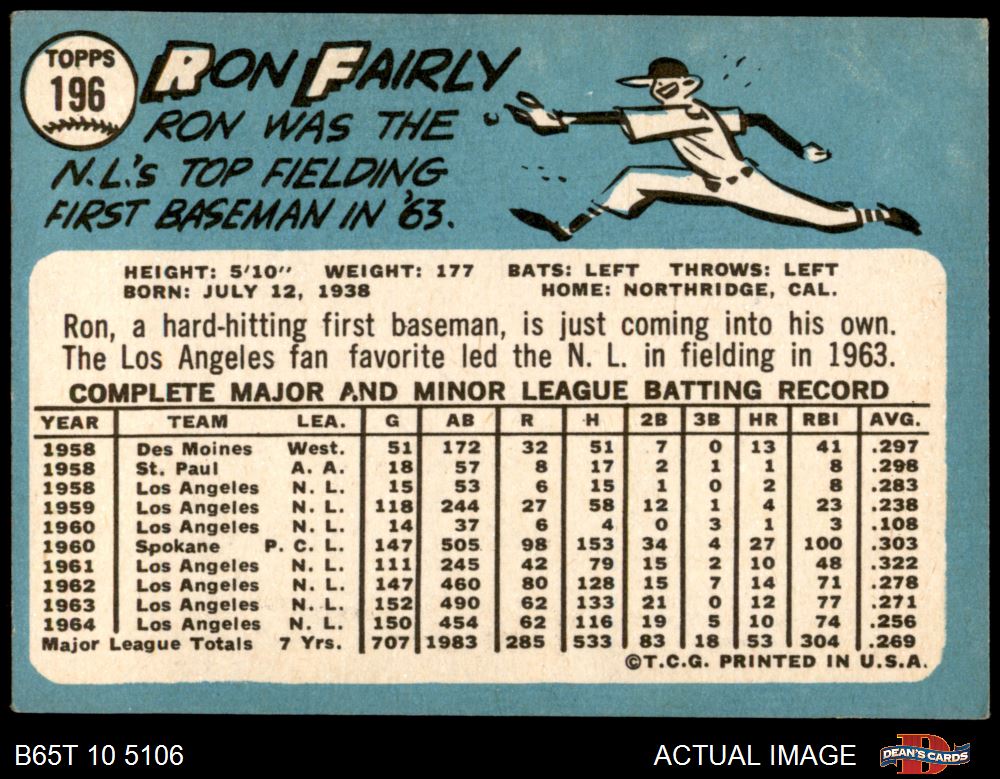 TOPPS
196
RON FAIRLY
RON WAS THE
N.L.'s TOP FIELDING
FIRST BASEMAN IN '63.
HEIGHT: 5'10" WEIGHT: 177 BATS: LEFT THROWS: LEFT
BORN: JULY 12, 1938 HOME: NORTHRIDGE, CAL.
Ron, a hard-hitting first baseman, is just coming into his own.
The Los Angeles fan favorite led the N. L. in fielding in 1963.
COMPLETE MAJOR AND MINOR LEAGUE BATTING RECORD
YEAR TEAM LEA. G AB R H 2B 3B HR RBI AVG.
1958 Des Moines West. 51 172 32 51 7 0 13 41 .297
1958 St. Paul A. A. 18 57 8 17 2 1 1 8 .298
1958 Los Angeles N. L. 15 53 6 15 1 0 2 8 .283
1959 Los Angeles N. L. 118 244 27 58 12 1 4 23 .238
1960 Los Angeles N. L. 14 37 6 4 0 3 1 3 .108
1960 Spokane P. C. L. 147 505 98 153 34 4 27 100 .303
1961 Los Angeles N. L. 111 245 42 79 15 2 10 48 .322
1962 Los Angeles N. L. 147 460 80 128 15 7 14 71 .278
1963 Los Angeles N. L. 152 490 62 133 21 0 12 77 .271
1964 Los Angeles N. L. 150 454 62 116 19 5 10 74 .256
Major League Totals 7 Yrs. 707 1983 285 533 83 18 53 304 .269
©T.C.G. PRINTED IN U.S.A.
B65T 10 5106 ACTUAL IMAGE DEAN'S CARDS